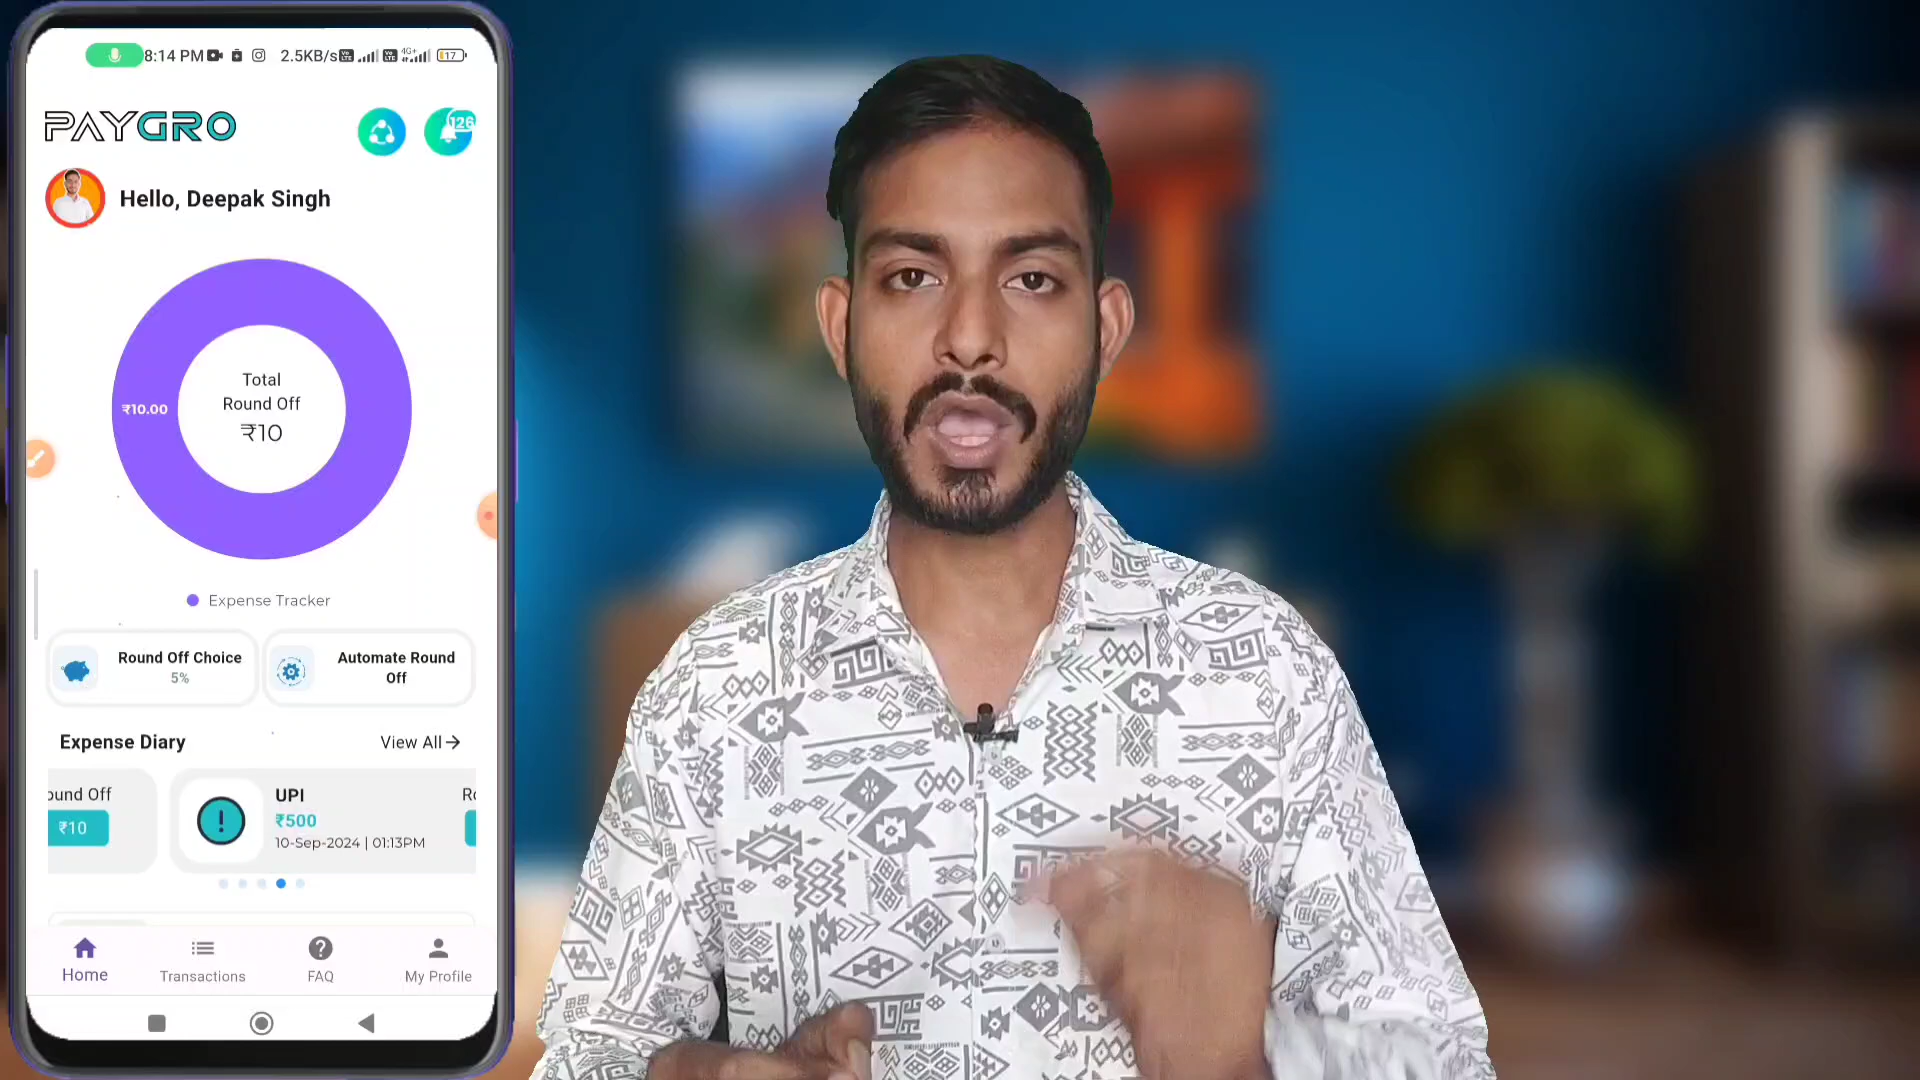 8:14 PM 2.5KB/s 4G+ 17
PAYGRO
126
Hello, Deepak Singh
Total
Round Off
₹10
₹10.00
Expense Tracker
Round Off Choice
5%
Automate Round
Off
Expense Diary View All
ound Off
₹10
UPI
₹500
10-Sep-2024 | 01:13PM
Home
Transactions
FAQ
My Profile